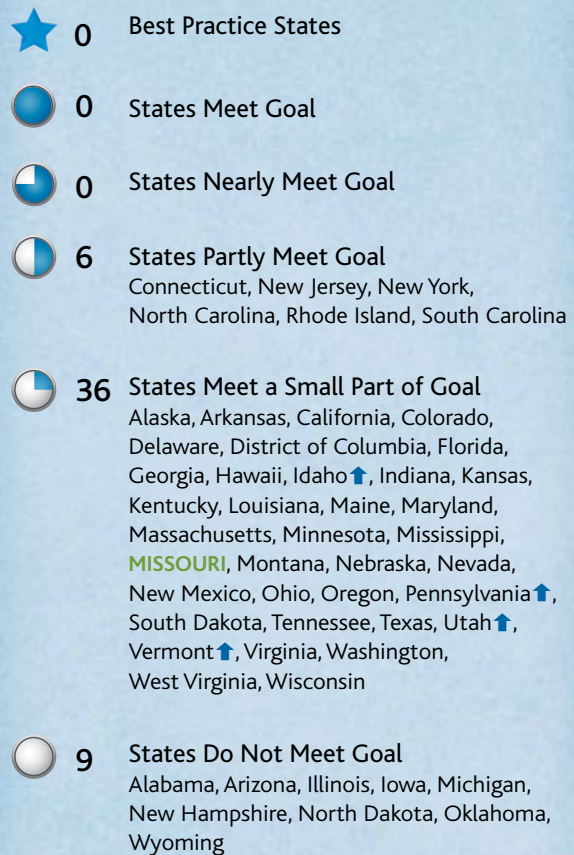 0 Best Practice States
0 States Meet Goal
0 States Nearly Meet Goal
6 States Partly Meet Goal
Connecticut, New Jersey, New York,
North Carolina, Rhode Island, South Carolina
36 States Meet a Small Part of Goal
Alaska, Arkansas, California, Colorado,
Delaware, District of Columbia, Florida,
Georgia, Hawaii, Idaho⬆, Indiana, Kansas,
Kentucky, Louisiana, Maine, Maryland,
Massachusetts, Minnesota, Mississippi,
MISSOURI, Montana, Nebraska, Nevada,
New Mexico, Ohio, Oregon, Pennsylvania⬆,
South Dakota, Tennessee, Texas, Utah⬆,
Vermont⬆, Virginia, Washington,
West Virginia, Wisconsin
9 States Do Not Meet Goal
Alabama, Arizona, Illinois, Iowa, Michigan,
New Hampshire, North Dakota, Oklahoma,
Wyoming